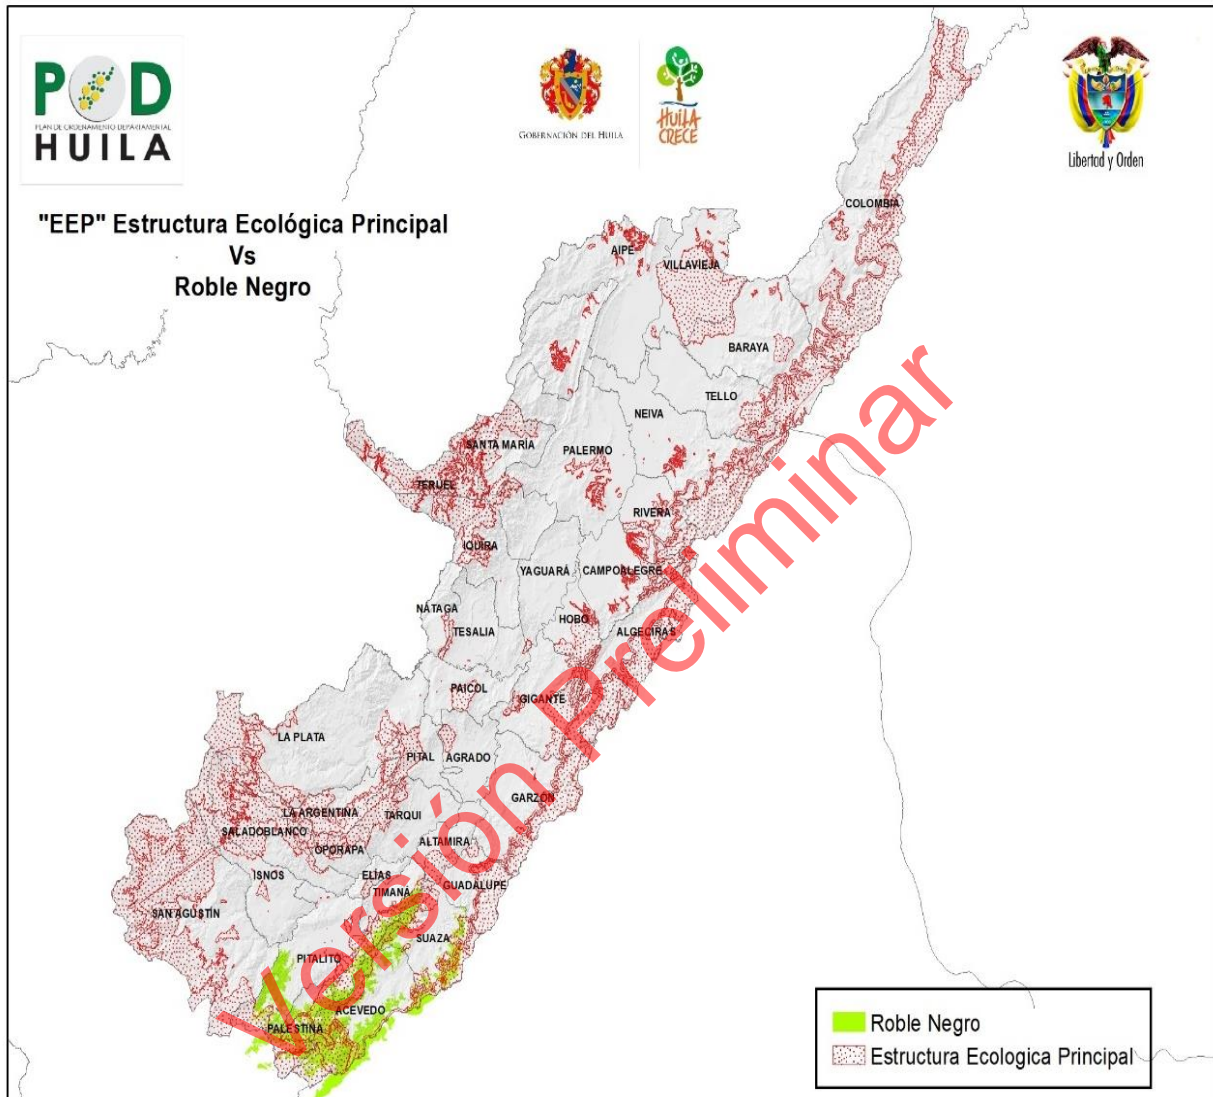 POD
PLAN DE ORDENAMIENTO DEPARTAMENTAL
HUILA
GOBERNACIÓN DEL HUILA
HUILA
CRECE
Libertad y Orden
"EEP" Estructura Ecológica Principal
Vs
Roble Negro
COLOMBIA
AIPE
VILLAVIEJA
BARAYA
TELLO
NEIVA
SANTA MARÍA
PALERMO
TERUEL
RIVERA
IQUIRA
YAGUARÁ
CAMPOALEGRE
NÁTAGA
TESALIA
HOBO
ALGECIRAS
PAICOL
GIGANTE
LA PLATA
PITAL
AGRADO
GARZÓN
LA ARGENTINA
TARQUI
SALADOBLANCO
OPORAPA
ALTAMIRA
ISNOS
ELÍAS
TIMANÁ
GUADALUPE
SAN AGUSTÍN
SUAZA
PITALITO
ACEVEDO
PALESTINA
Versión Preliminar
Roble Negro
Estructura Ecologica Principal